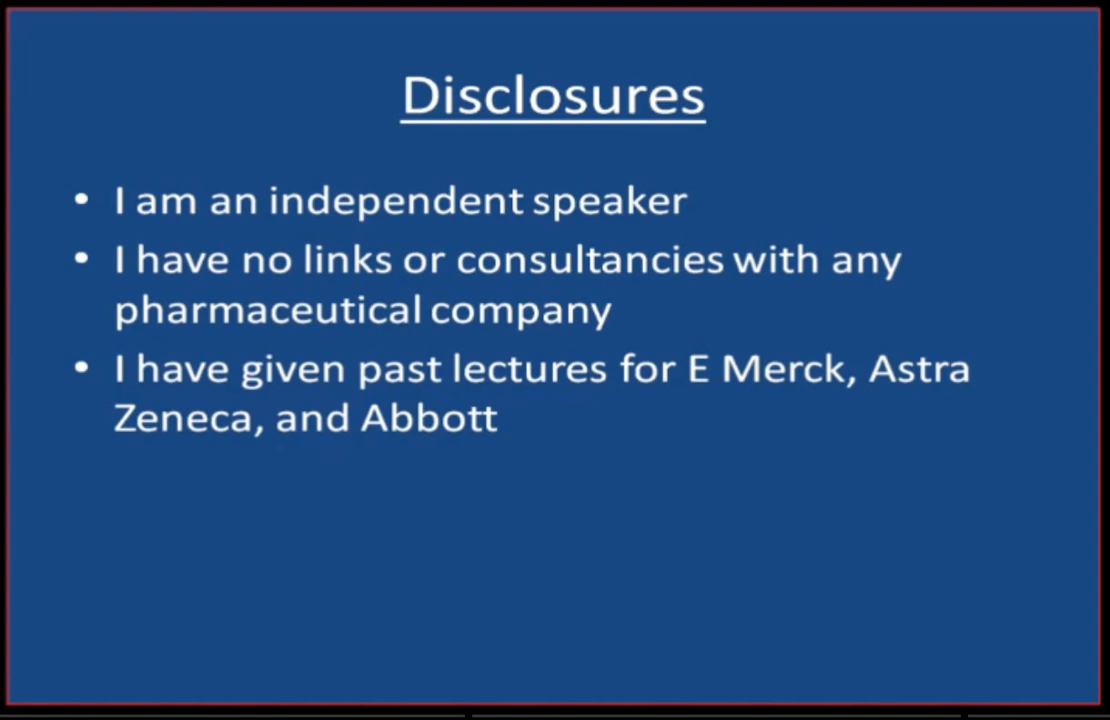 Disclosures
• I am an independent speaker
• I have no links or consultancies with any
pharmaceutical company
• I have given past lectures for E Merck, Astra
Zeneca, and Abbott